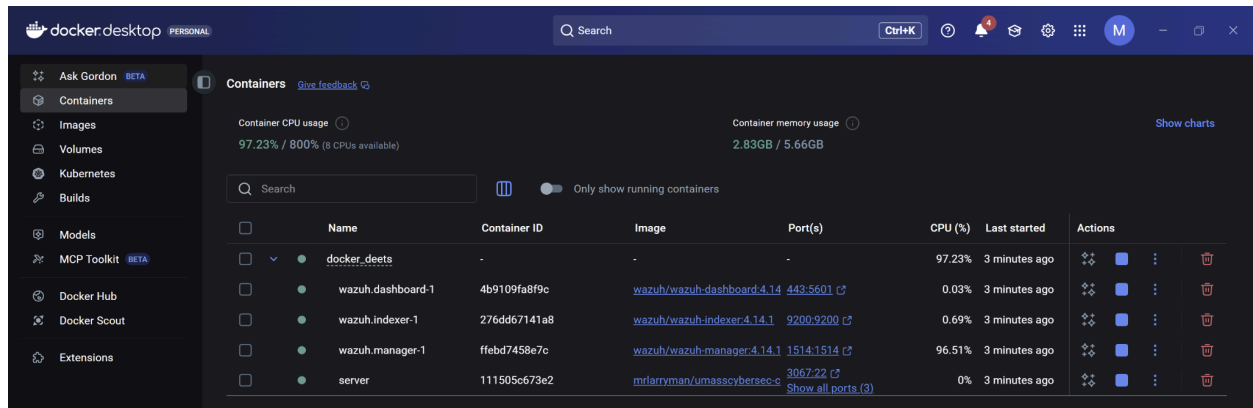 docker.desktop PERSONAL
Search
Ctrl+K
4
M
Ask Gordon BETA
Containers
Images
Volumes
Kubernetes
Builds
Models
MCP Toolkit BETA
Docker Hub
Docker Scout
Extensions
Containers Give feedback
Container CPU usage
97.23% / 800% (8 CPUs available)
Container memory usage
2.83GB / 5.66GB
Show charts
Search
Only show running containers
Name Container ID Image Port(s) CPU (%) Last started Actions
docker_deets - - - 97.23% 3 minutes ago
wazuh.dashboard-1 4b9109fa8f9c wazuh/wazuh-dashboard:4.14 443:5601 0.03% 3 minutes ago
wazuh.indexer-1 276dd67141a8 wazuh/wazuh-indexer:4.14.1 9200:9200 0.69% 3 minutes ago
wazuh.manager-1 ffebd7458e7c wazuh/wazuh-manager:4.14.1 1514:1514 96.51% 3 minutes ago
server 111505c673e2 mrlarryman/umasscybersec-c 3067:22 0% 3 minutes ago
Show all ports (3)